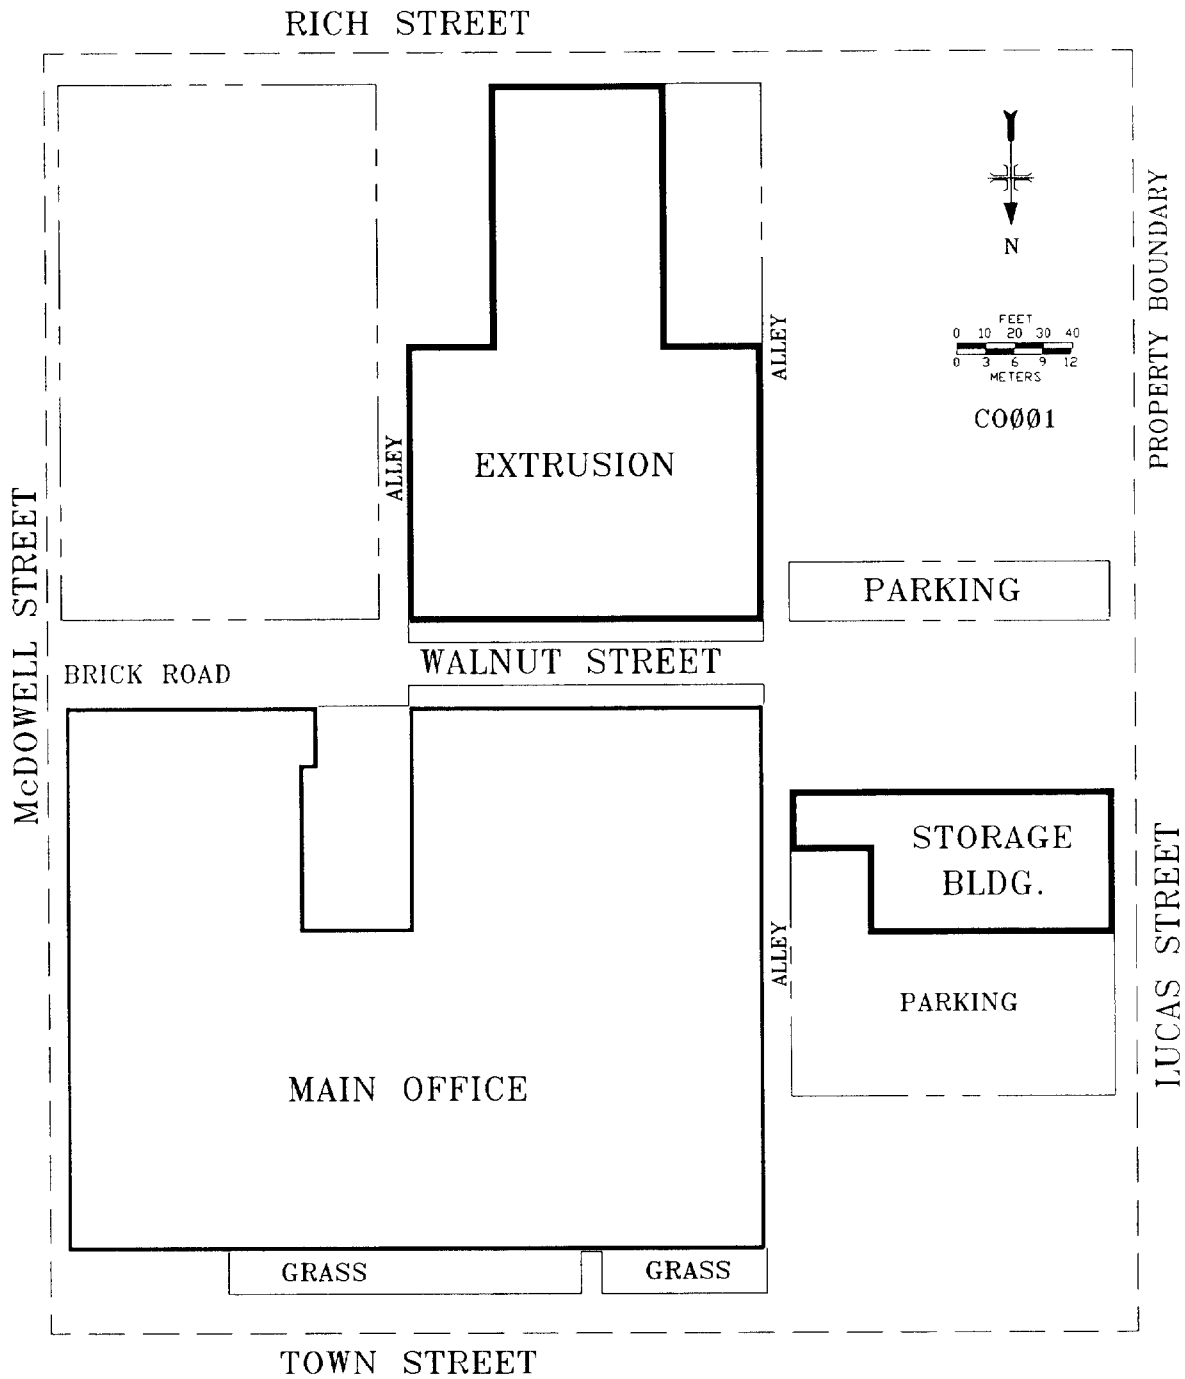 RICH STREET
N
FEET
0 10 20 30 40
0 3 6 9 12
METERS
COØØ1
PROPERTY BOUNDARY
ALLEY
ALLEY
EXTRUSION
McDOWELL STREET
PARKING
WALNUT STREET
BRICK ROAD
STORAGE
BLDG.
ALLEY
LUCAS STREET
PARKING
MAIN OFFICE
GRASS
GRASS
TOWN STREET